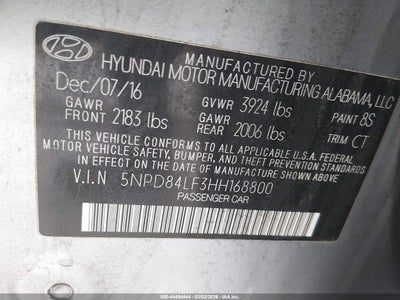 MANUFACTURED BY
HYUNDAI MOTOR MANUFACTURING ALABAMA, LLC
Dec/07/16 GVWR 3924 lbs PAINT 8S
GAWR FRONT 2183 lbs GAWR REAR 2006 lbs TRIM CT
THIS VEHICLE CONFORMS TO ALL APPLICABLE U.S.A. FEDERAL
MOTOR VEHICLE SAFETY, BUMPER, AND THEFT PREVENTION STANDARDS
IN EFFECT ON THE DATE OF MANUFACTURE SHOWN ABOVE.
V.I.N 5NPD84LF3HH168800
PASSENGER CAR